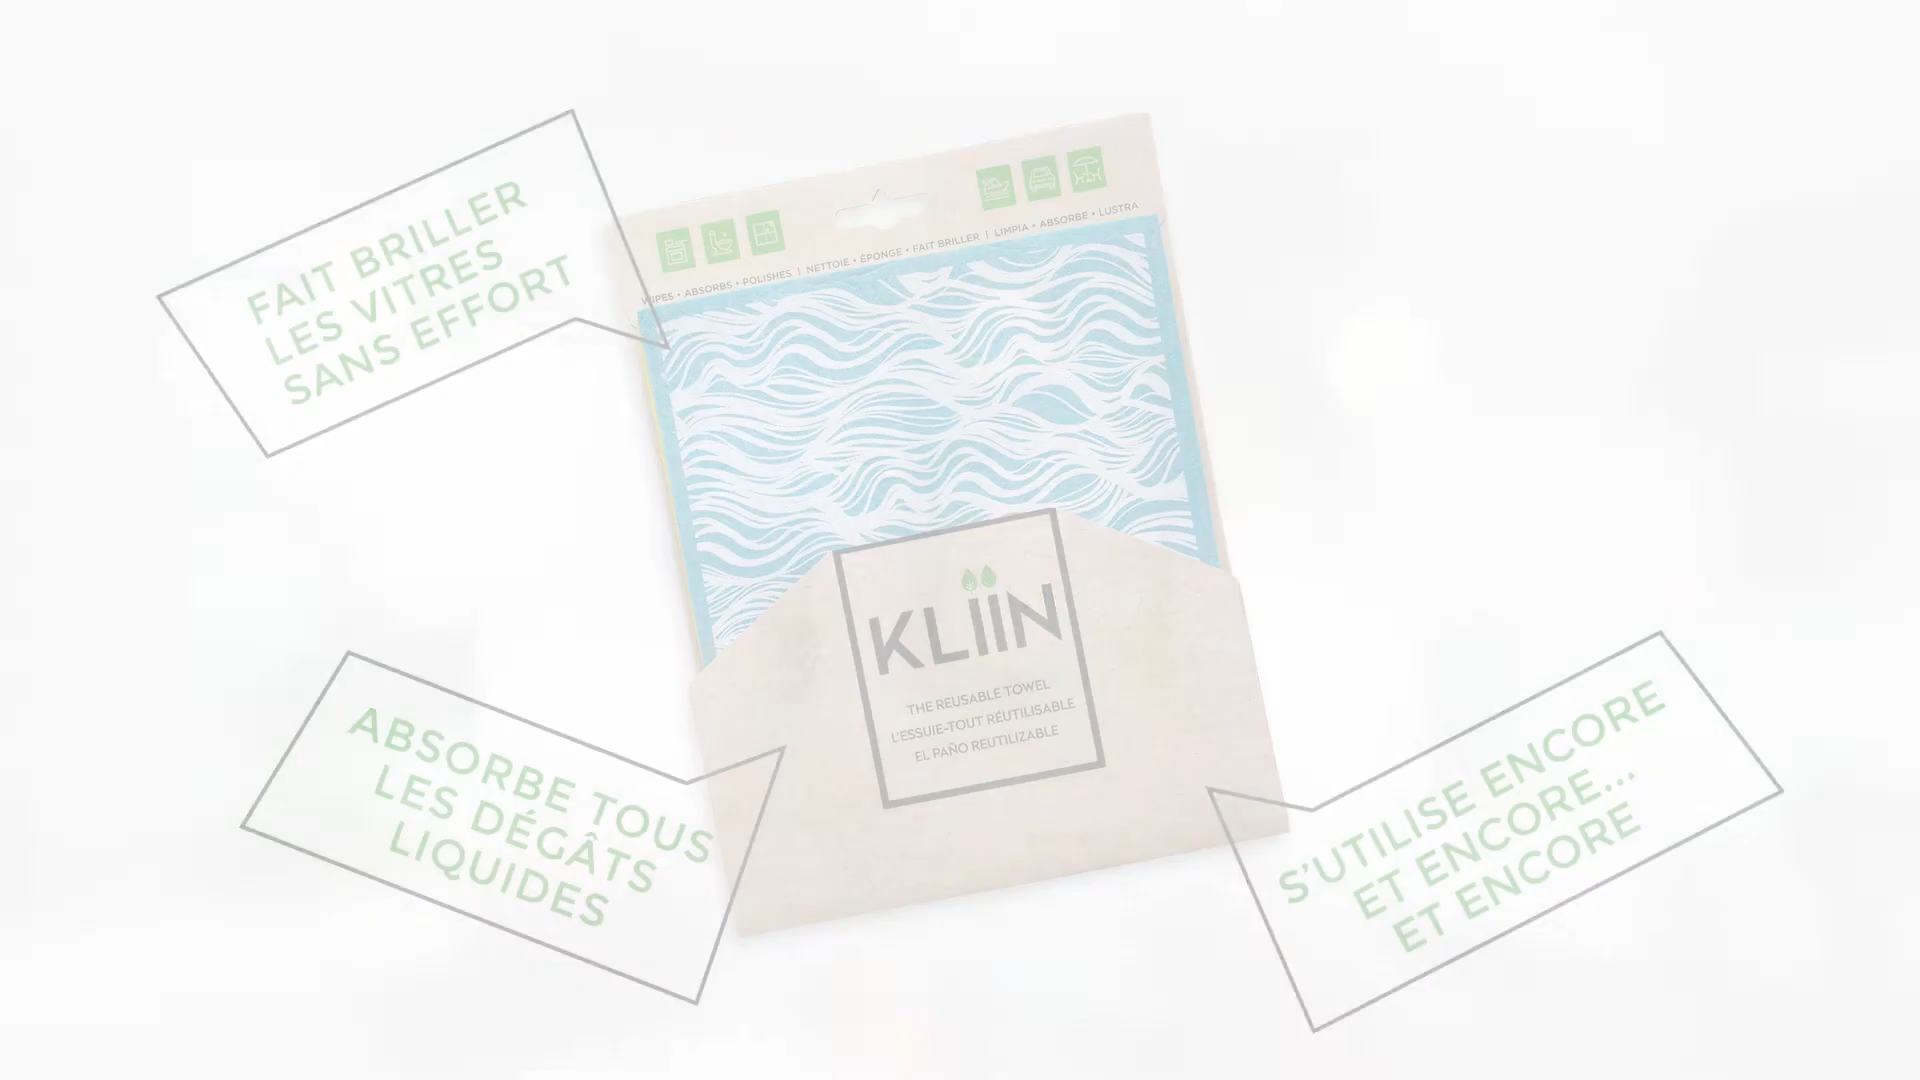 FAIT BRILLER
LES VITRES
SANS EFFORT
WIPES • ABSORBS • POLISHES | NETTOIE • ÉPONGE • FAIT BRILLER | LIMPIA • ABSORBE • LUSTRA
KLIIN
THE REUSABLE TOWEL
L'ESSUIE-TOUT RÉUTILISABLE
EL PAÑO REUTILIZABLE
ABSORBE TOUS
LES DÉGÂTS
LIQUIDES
S'UTILISE ENCORE
ET ENCORE...
ET ENCORE